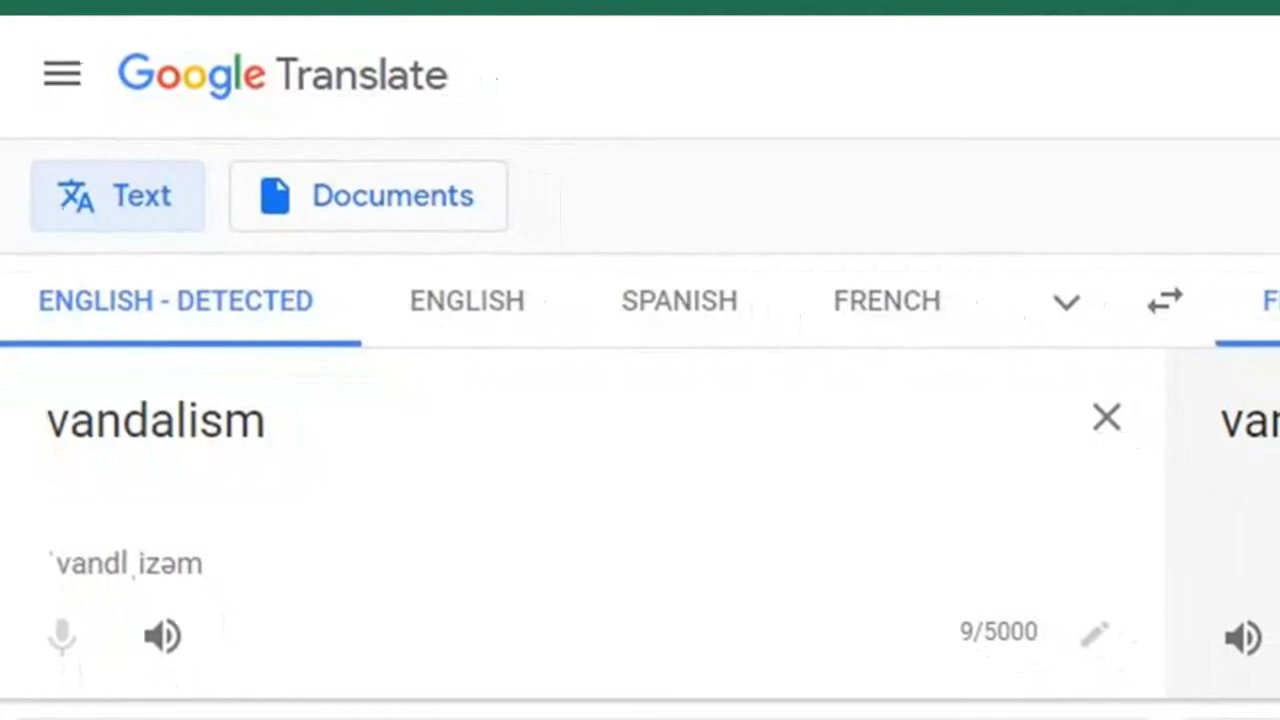 Google Translate
Text Documents
ENGLISH - DETECTED ENGLISH SPANISH FRENCH
vandalism
ˈvandlˌizəm
9/5000